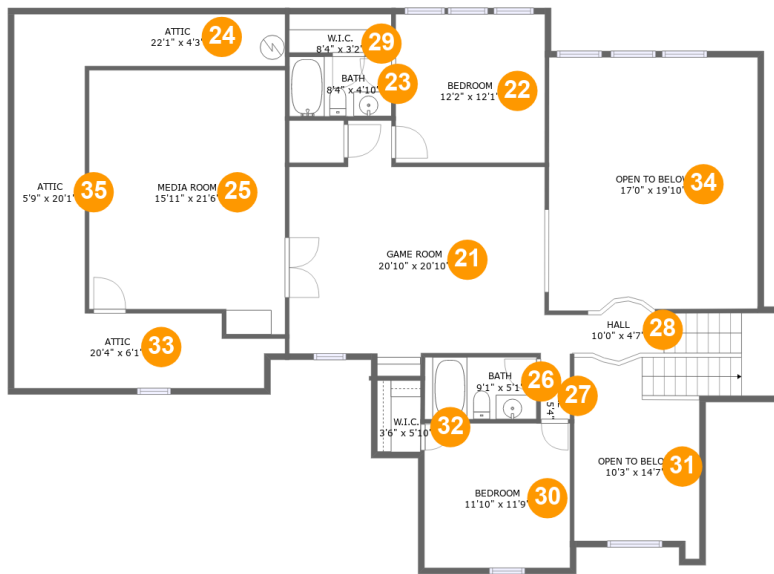 ATTIC
22'1" x 4'3"
24
W.I.C.
8'4" x 3'2"
29
BATH
8'4" x 4'10"
23
BEDROOM
12'2" x 12'1"
22
ATTIC
5'9" x 20'1"
35
MEDIA ROOM
15'11" x 21'6"
25
OPEN TO BELOW
17'0" x 19'10"
34
GAME ROOM
20'10" x 20'10"
21
HALL
10'0" x 4'7"
28
ATTIC
20'4" x 6'1"
33
BATH
9'1" x 5'1"
26
27
5'4"
W.I.C.
3'6" x 5'10"
32
OPEN TO BELOW
10'3" x 14'7"
31
BEDROOM
11'10" x 11'9"
30